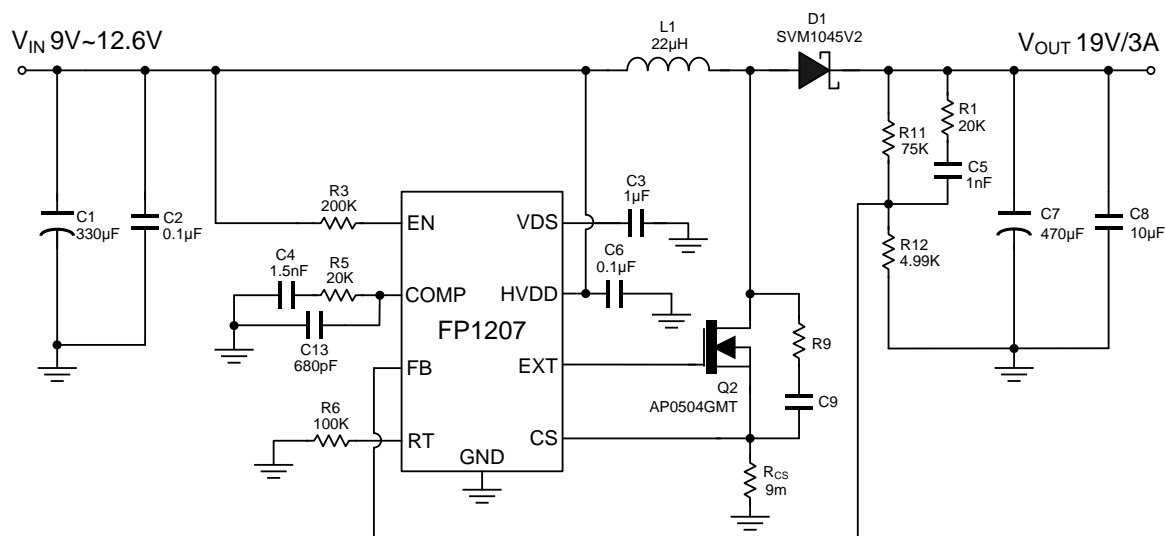 VIN 9V~12.6V
L1
22µH
D1
SVM1045V2
VOUT 19V/3A
R11
75K
R1
20K
C5
1nF
C1
330µF
C2
0.1µF
R3
200K
EN
VDS
C3
1µF
C4
1.5nF
R5
20K
COMP
HVDD
C6
0.1µF
C13
680pF
FP1207
R12
4.99K
C7
470µF
C8
10µF
FB
EXT
Q2
AP0504GMT
R9
C9
R6
100K
RT
GND
CS
RCS
9m